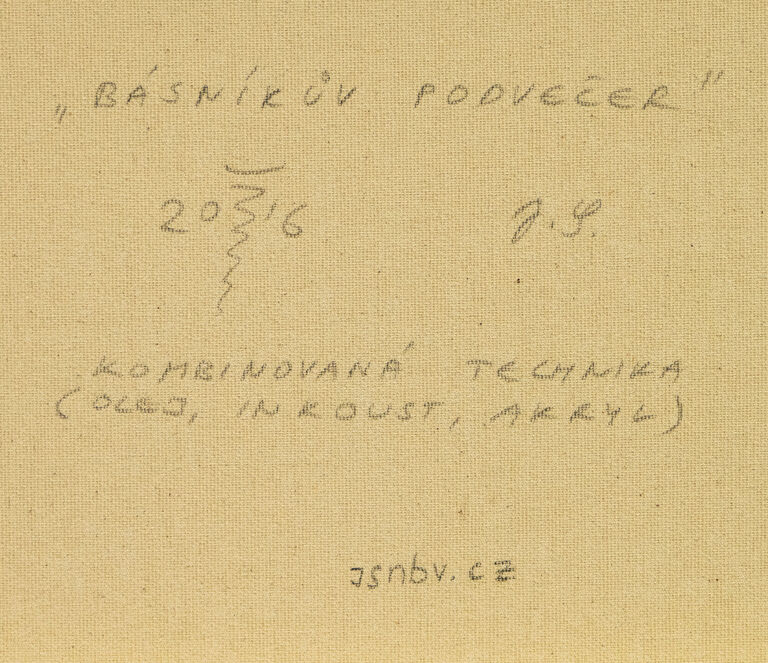 „BÁSNÍKŮV PODVEČER"
2016 J.S.
KOMBINOVANÁ TECHNIKA
(OLEJ, INKOUST, AKRYL)
jsnbv.cz